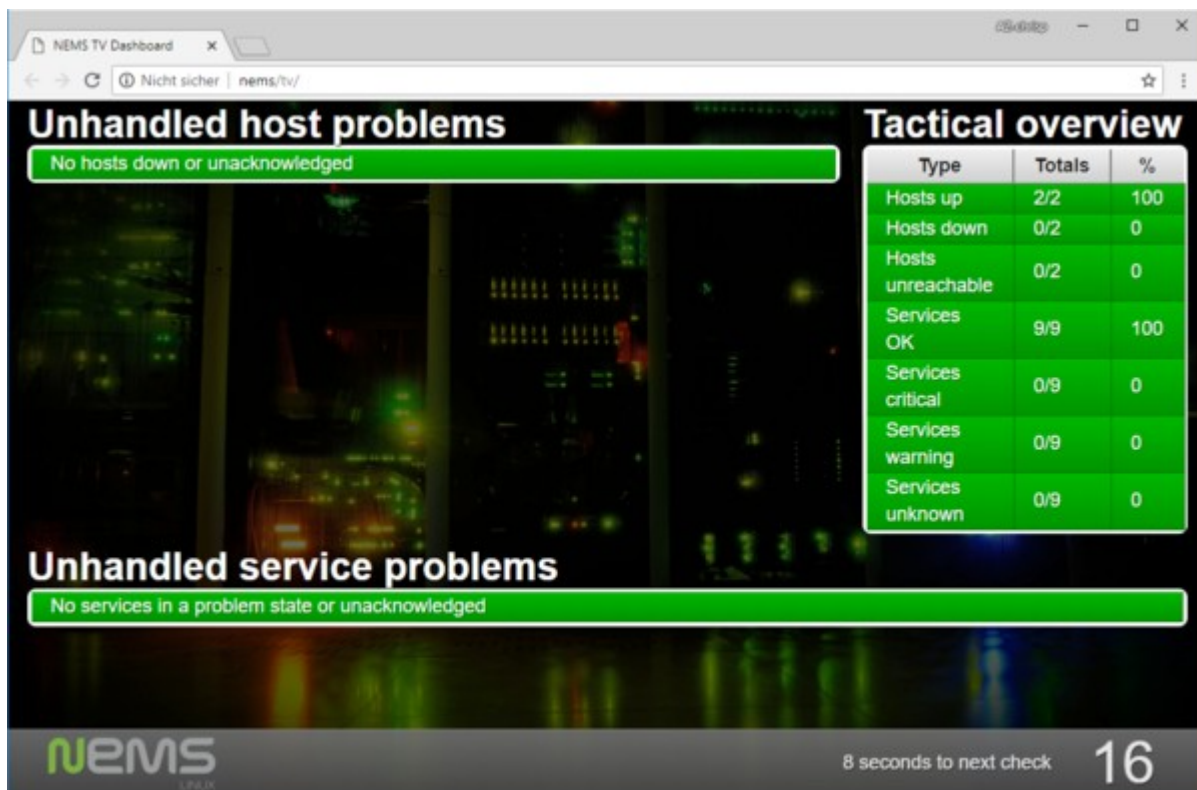 NEMS TV Dashboard
Nicht sicher | nems/tv/
Unhandled host problems
No hosts down or unacknowledged
Tactical overview
Type Totals %
Hosts up 2/2 100
Hosts down 0/2 0
Hosts
unreachable 0/2 0
Services
OK 9/9 100
Services
critical 0/9 0
Services
warning 0/9 0
Services
unknown 0/9 0
Unhandled service problems
No services in a problem state or unacknowledged
NEMS
LINUX
8 seconds to next check 16